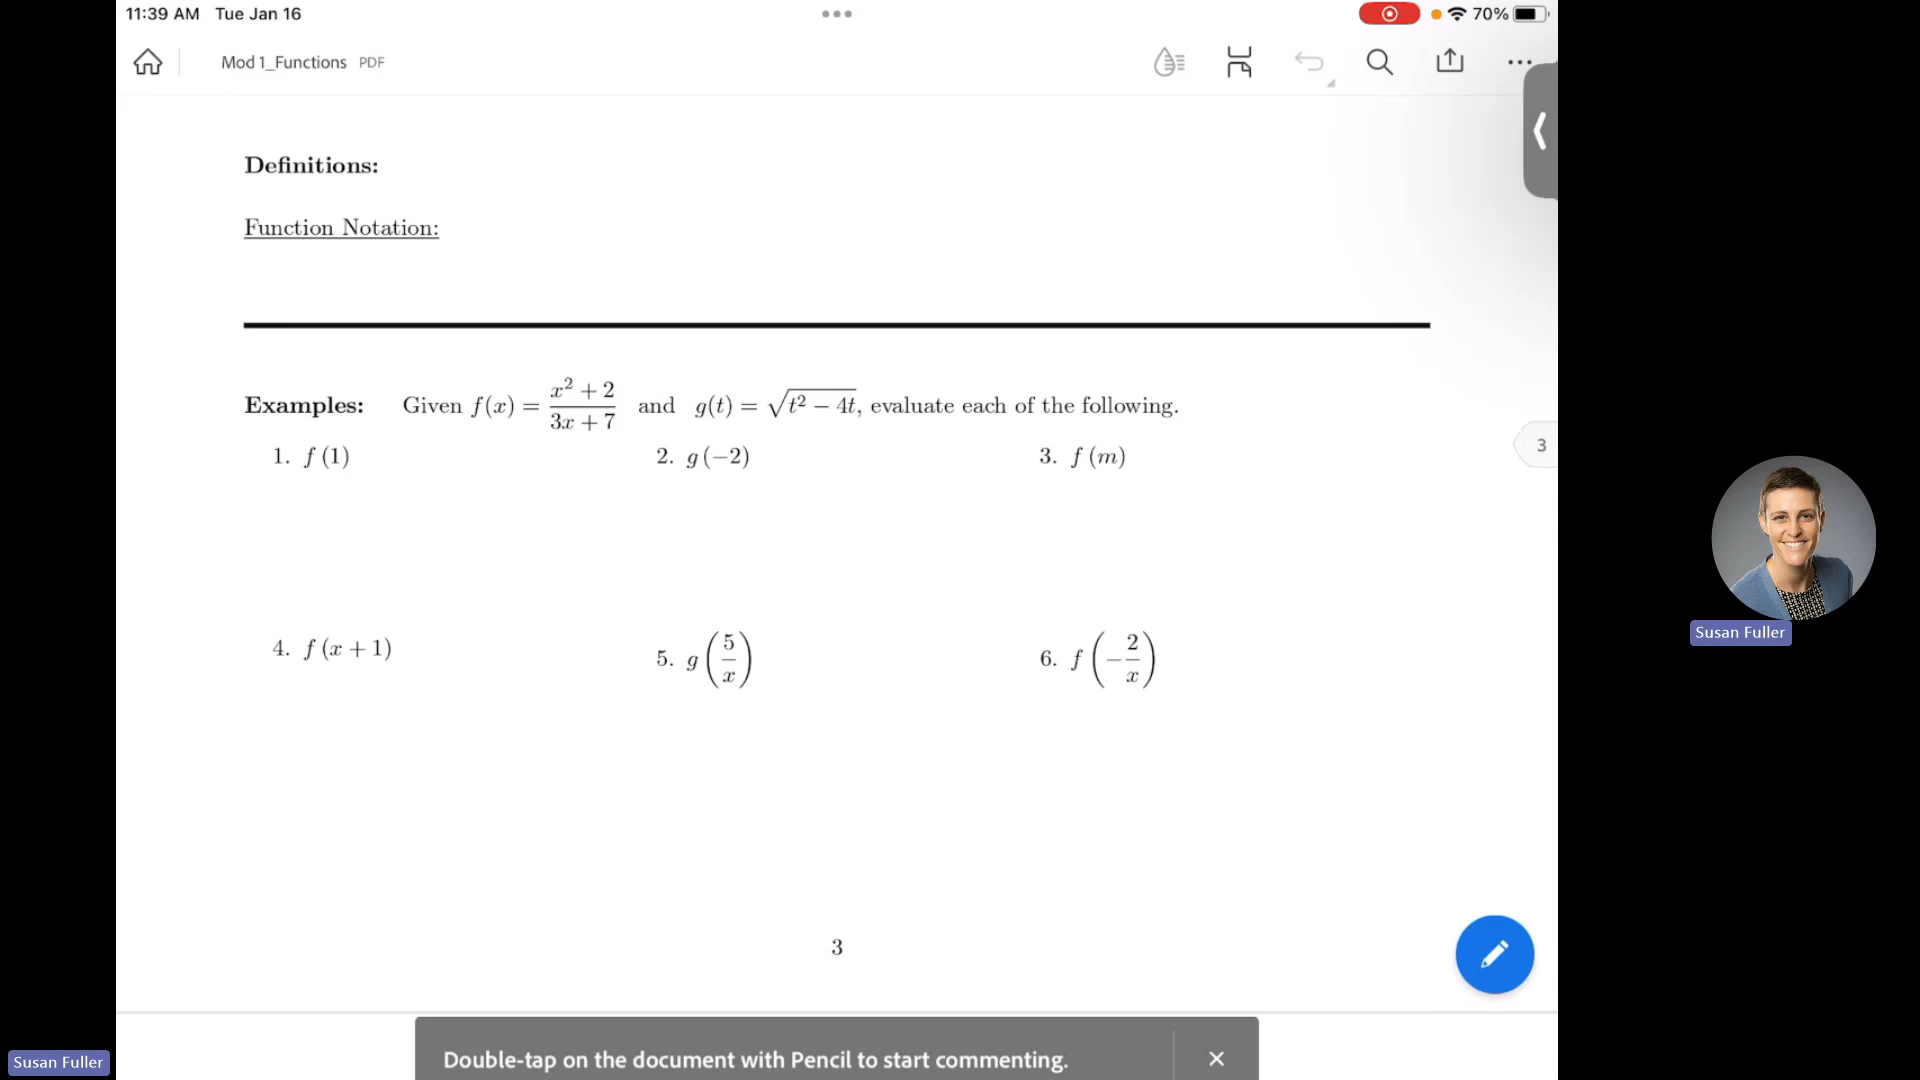 11:39 AM Tue Jan 16
70%
Mod 1_Functions PDF
Definitions:
Function Notation:
Examples: Given f(x) = (x² + 2)/(3x + 7) and g(t) = √(t² − 4t), evaluate each of the following.
1. f (1)
2. g (−2)
3. f (m)
3
4. f (x + 1)
5. g (5/x)
6. f (−2/x)
3
Double-tap on the document with Pencil to start commenting.
Susan Fuller
Susan Fuller